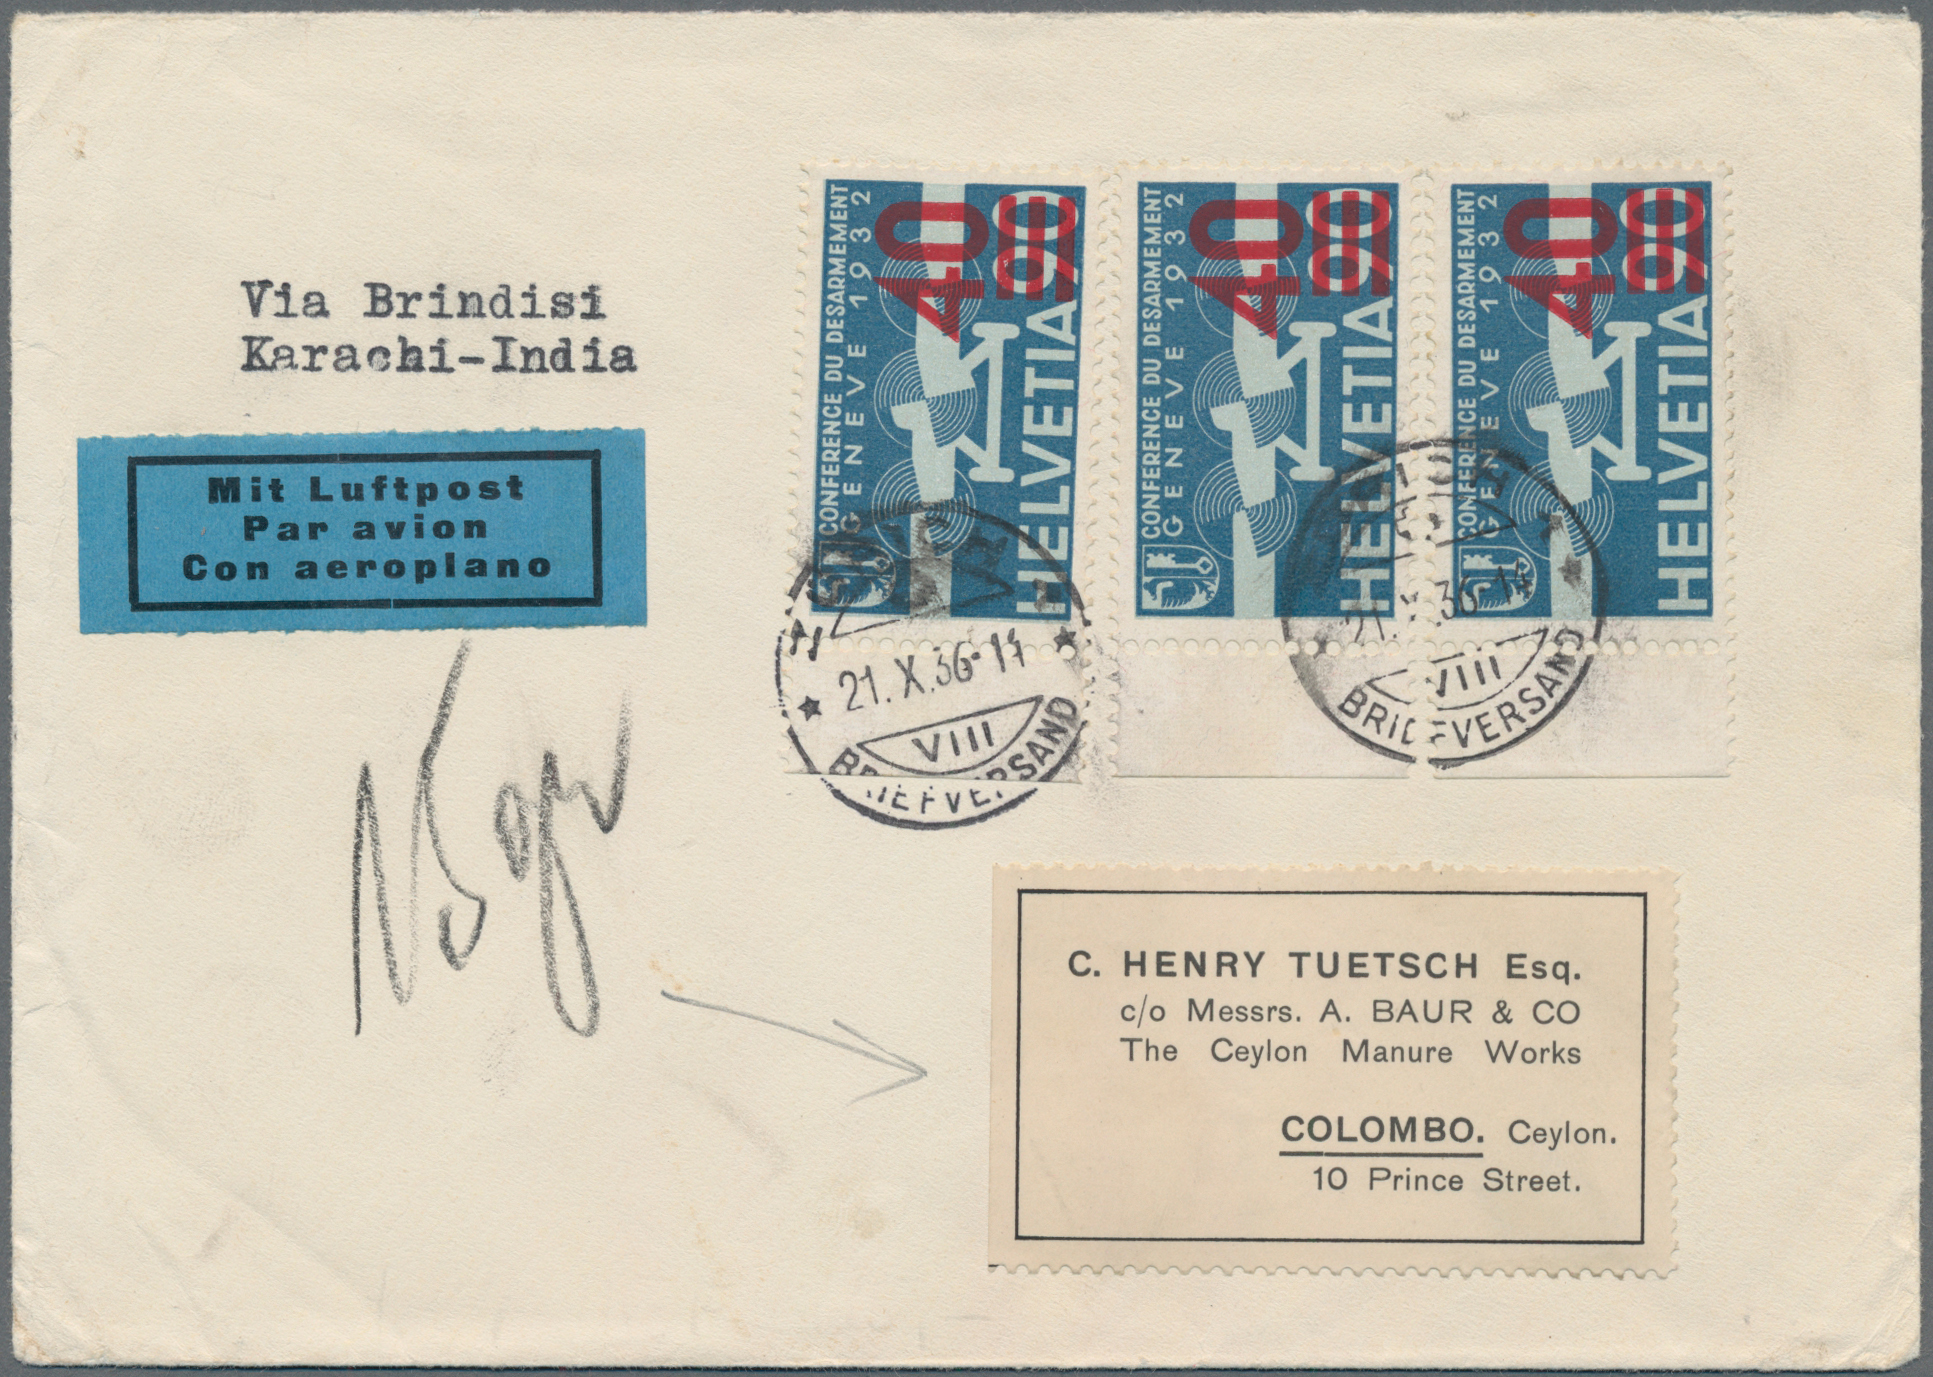 CONFERENCE DU DESARMEMENT
GENEVE 1932
40
90
HELVETIA
CONFERENCE DU DESARMEMENT
GENEVE 1932
40
90
HELVETIA
CONFERENCE DU DESARMEMENT
GENEVE 1932
40
90
HELVETIA
Via Brindisi
Karachi-India
Mit Luftpost
Par avion
Con aeroplano
21. X. 36-
VIII
BRIEFVERSAND
21. X. 36-
VIII
BRIEFVERSAND
C. HENRY TUETSCH Esq.
c/o Messrs. A. BAUR & CO
The Ceylon Manure Works
COLOMBO. Ceylon.
10 Prince Street.